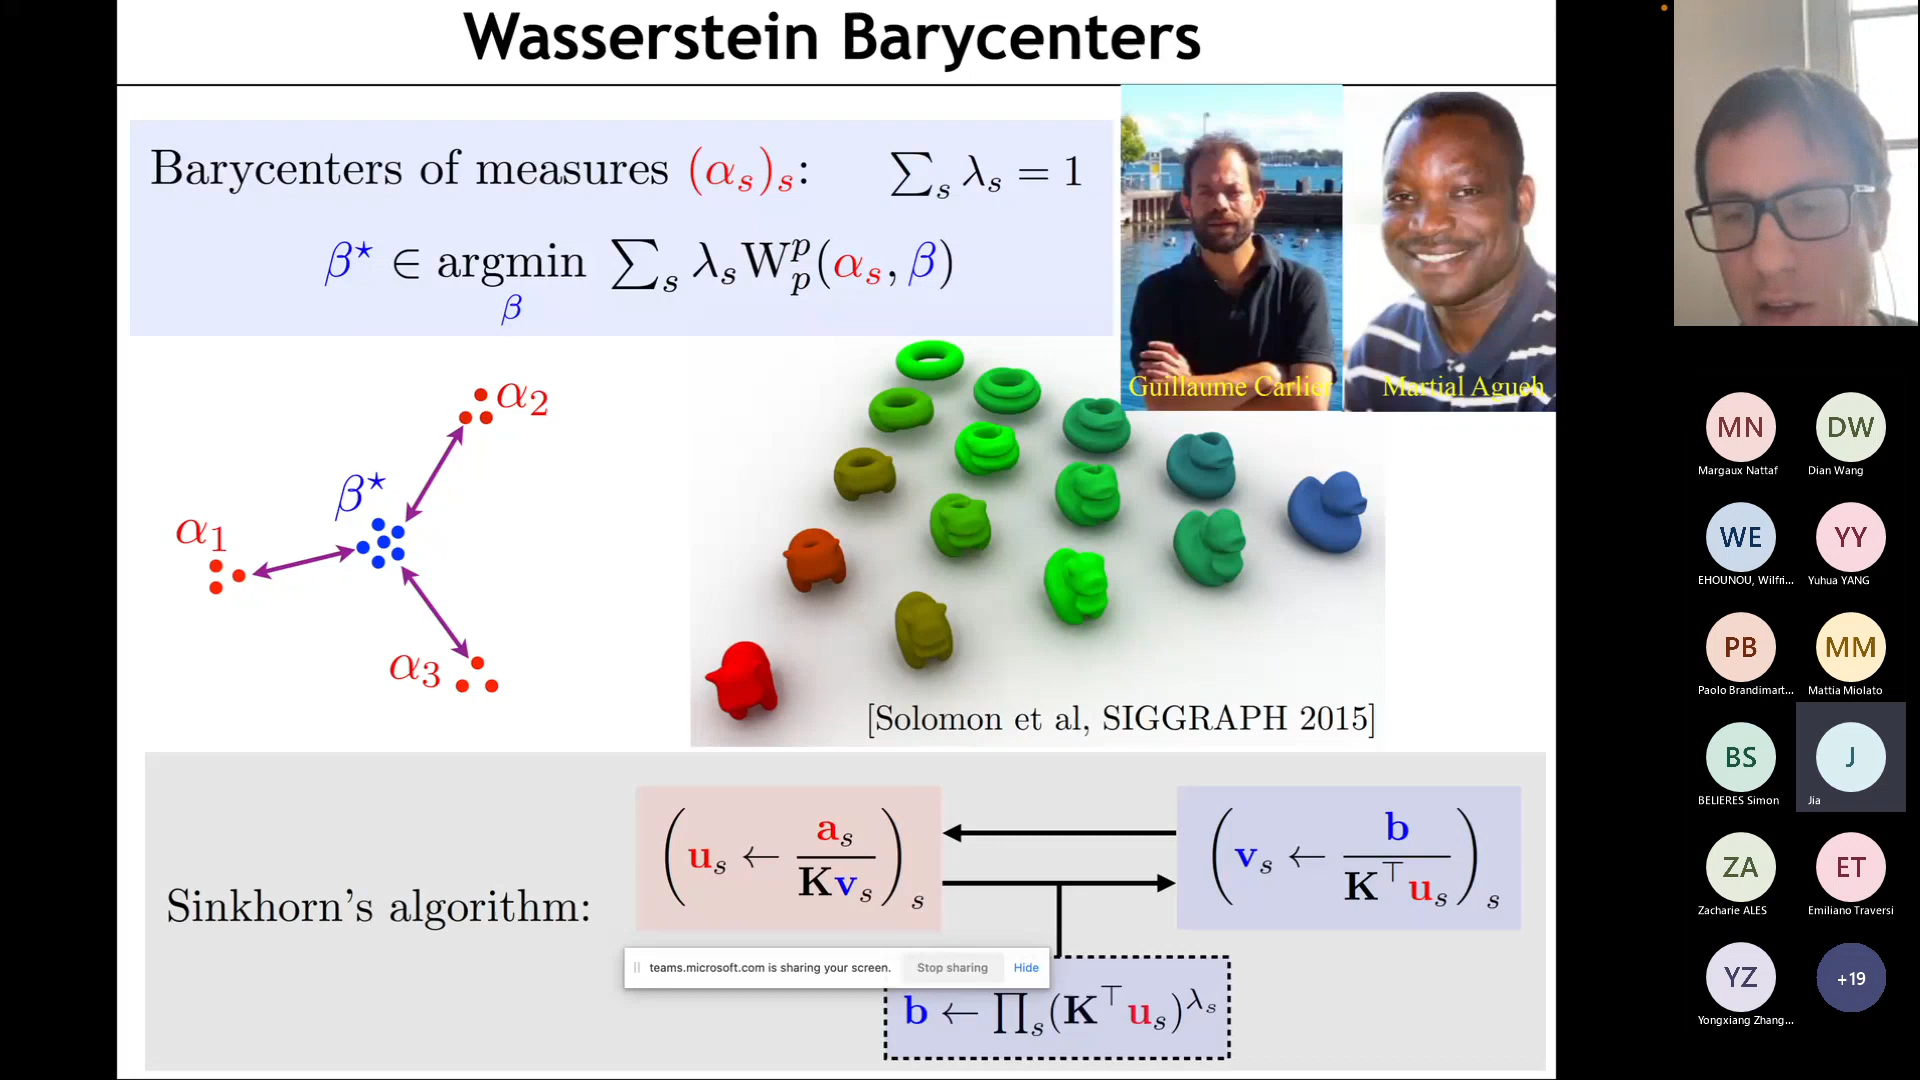 Wasserstein Barycenters
Barycenters of measures (α_s)_s: ∑_s λ_s = 1
β⋆ ∈ argmin ∑_s λ_s W_p^p(α_s, β)
β
Guillaume Carlier
Martial Agueh
α_2
β⋆
α_1
α_3
[Solomon et al, SIGGRAPH 2015]
Sinkhorn's algorithm:
(u_s ← a_s / Kv_s)_s
(v_s ← b / K^⊤u_s)_s
teams.microsoft.com is sharing your screen. Stop sharing Hide
b ← ∏_s(K^⊤u_s)^λ_s
MN DW
Margaux Nattaf Dian Wang
WE YY
EHOUNOU, Wilfri... Yuhua YANG
PB MM
Paolo Brandimart... Mattia Miolato
BS J
BELIERES Simon Jia
ZA ET
Zacharie ALES Emiliano Traversi
YZ +19
Yongxiang Zhang...